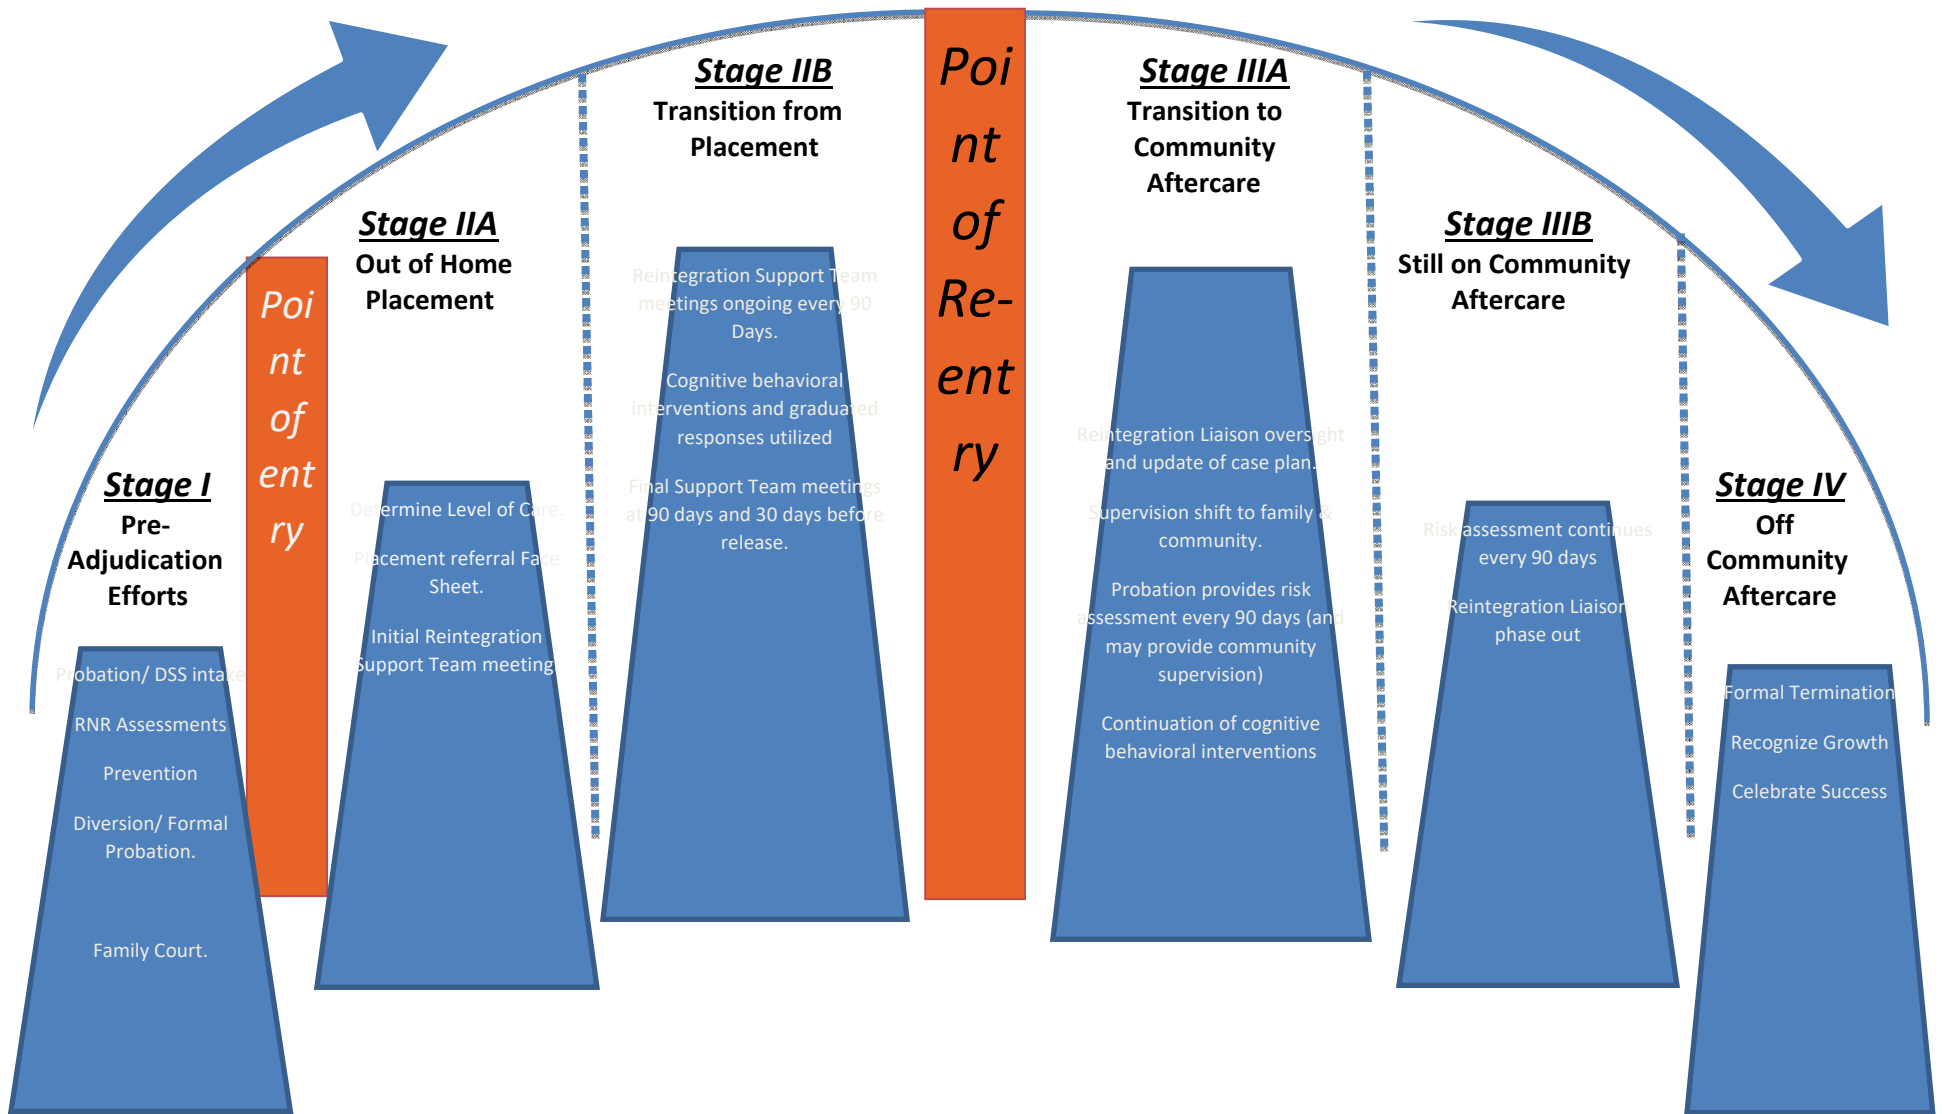 Stage I
Pre-
Adjudication
Efforts
Probation/ DSS intake
RNR Assessments
Prevention
Diversion/ Formal
Probation.
Family Court.
Poi
nt
of
ent
ry
Stage IIA
Out of Home
Placement
Determine Level of Care.
Placement referral Face
Sheet.
Initial Reintegration
Support Team meeting
Stage IIB
Transition from
Placement
Reintegration Support Team
meetings ongoing every 90
Days.
Cognitive behavioral
interventions and graduated
responses utilized
Final Support Team meetings
at 90 days and 30 days before
release.
Poi
nt
of
Re-
ent
ry
Stage IIIA
Transition to
Community
Aftercare
Reintegration Liaison oversight
and update of case plan.
Supervision shift to family &
community.
Probation provides risk
assessment every 90 days (and
may provide community
supervision)
Continuation of cognitive
behavioral interventions
Stage IIIB
Still on Community
Aftercare
Risk assessment continues
every 90 days
Reintegration Liaison
phase out
Stage IV
Off
Community
Aftercare
Formal Termination
Recognize Growth
Celebrate Success